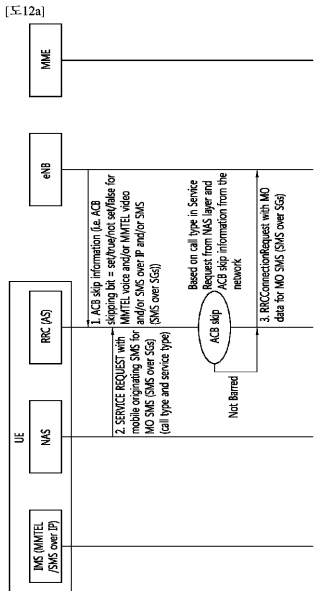 [도12a]
UE
IMS (MMTEL
/SMS over IP)
NAS
RRC (AS)
eNB
MME
1. ACB skip information (i.e. ACB
skipping bit = set/true/not set/false for
MMTEL voice and/or MMTEL video
and/or SMS over IP and/or SMS
(SMS over SGs))
2. SERVICE REQUEST with
mobile originating SMS for
MO SMS (SMS over SGs)
(call type and service type)
ACB skip
Based on call type in Service
Request from NAS layer and
ACB skip information from the
network
Not Barred
3. RRCConnectionRequest with MO
data for MO SMS (SMS over SGs)